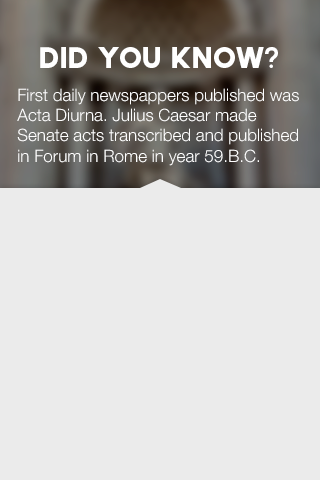 DID YOU KNOW?
First daily newspappers published was
Acta Diurna. Julius Caesar made
Senate acts transcribed and published
in Forum in Rome in year 59.B.C.